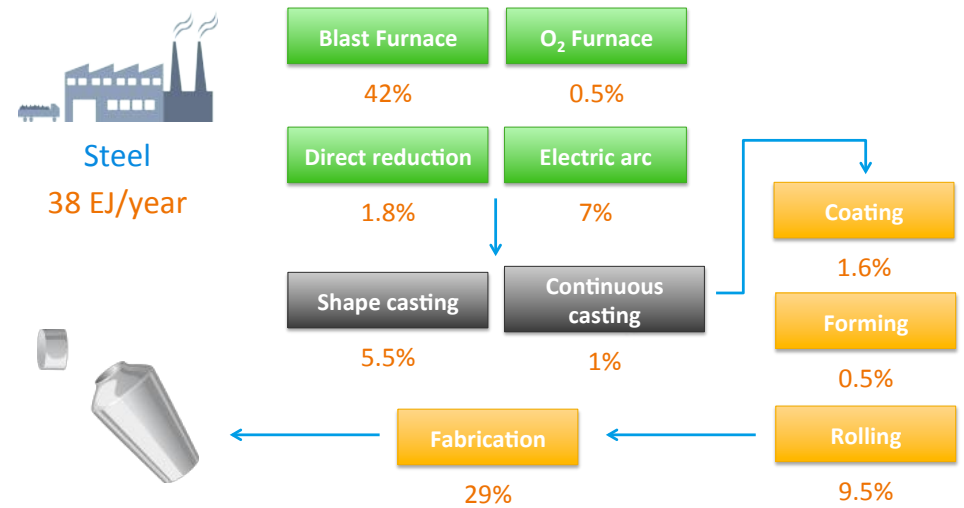 Blast Furnace
O₂ Furnace
42%
0.5%
Steel
38 EJ/year
Direct reduction
Electric arc
1.8%
7%
Coating
1.6%
Shape casting
Continuous
casting
5.5%
1%
Forming
0.5%
Fabrication
29%
Rolling
9.5%